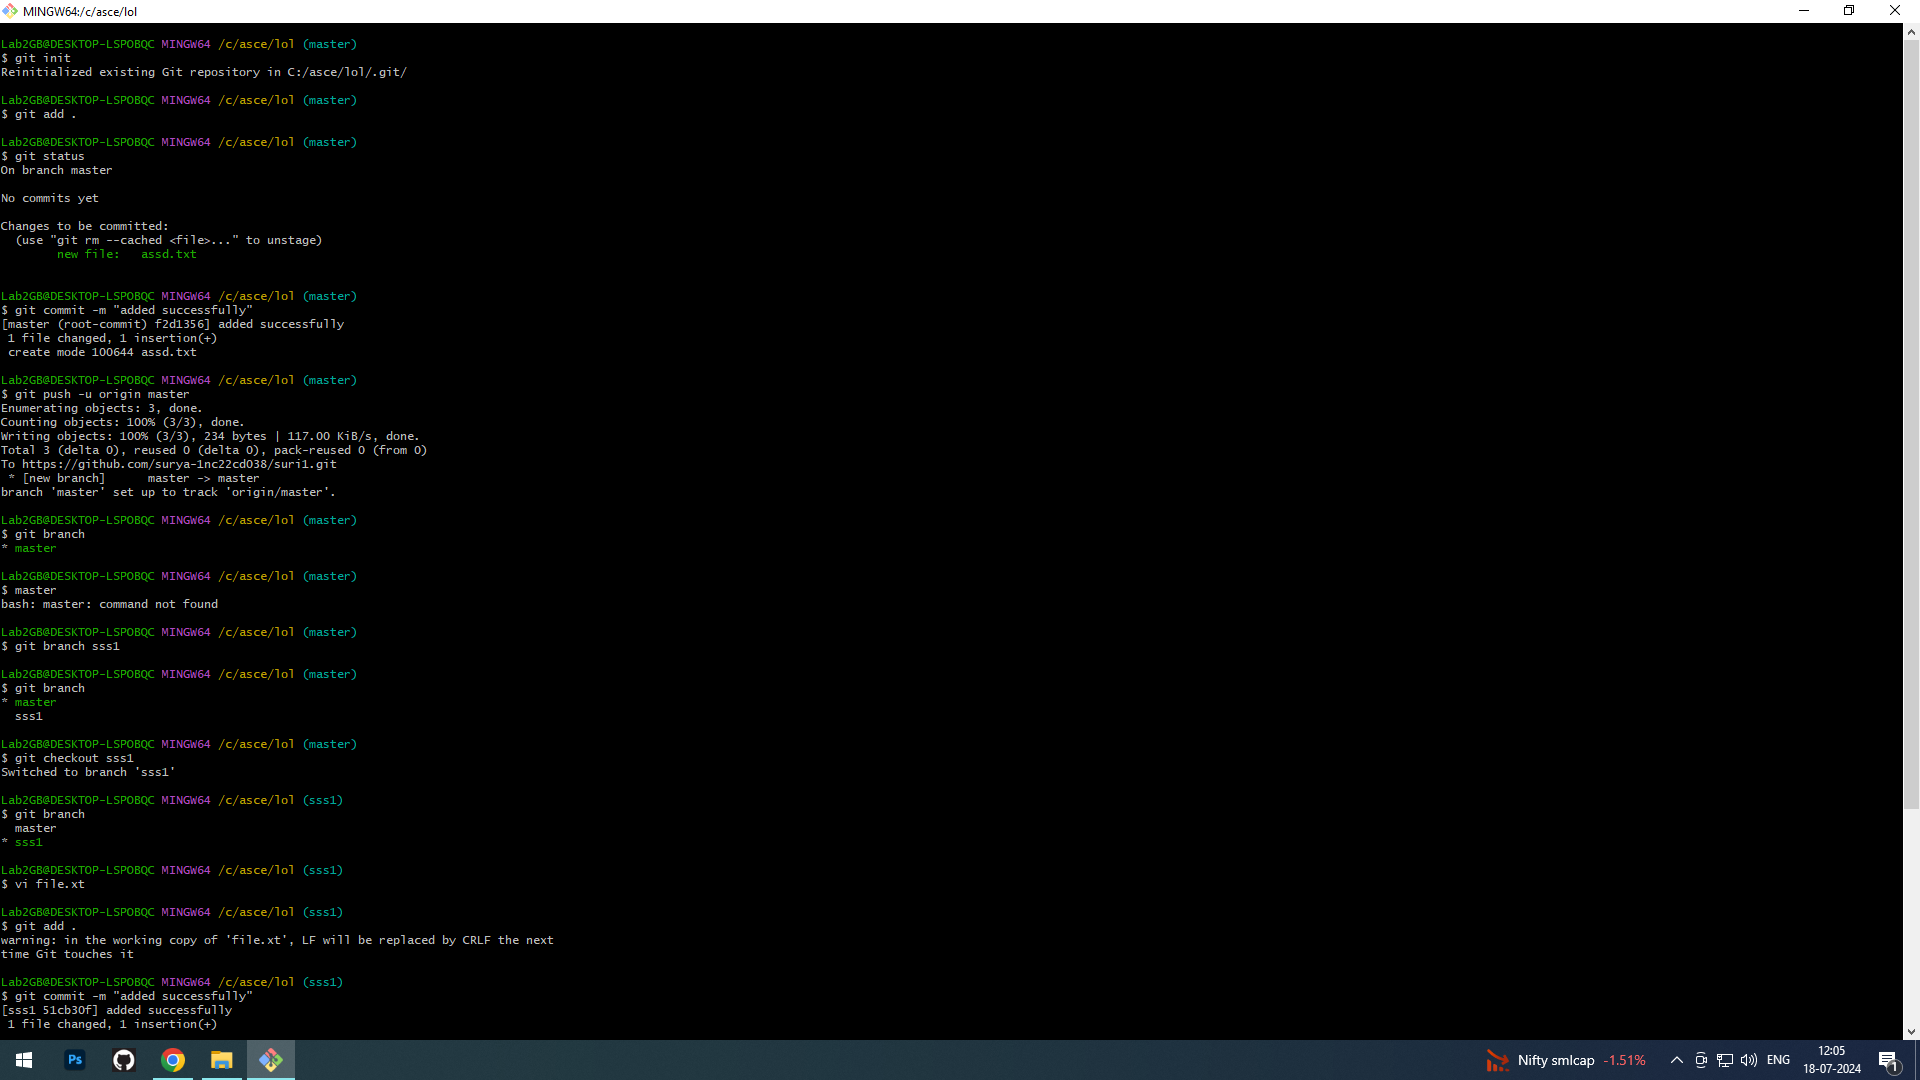 MINGW64:/c/asce/lol
Lab2GB@DESKTOP-LSPOBQC MINGW64 /c/asce/lol (master)
$ git init
Reinitialized existing Git repository in C:/asce/lol/.git/
Lab2GB@DESKTOP-LSPOBQC MINGW64 /c/asce/lol (master)
$ git add .
Lab2GB@DESKTOP-LSPOBQC MINGW64 /c/asce/lol (master)
$ git status
On branch master
No commits yet
Changes to be committed:
  (use "git rm --cached <file>..." to unstage)
        new file:   assd.txt
Lab2GB@DESKTOP-LSPOBQC MINGW64 /c/asce/lol (master)
$ git commit -m "added successfully"
[master (root-commit) f2d1356] added successfully
 1 file changed, 1 insertion(+)
 create mode 100644 assd.txt
Lab2GB@DESKTOP-LSPOBQC MINGW64 /c/asce/lol (master)
$ git push -u origin master
Enumerating objects: 3, done.
Counting objects: 100% (3/3), done.
Writing objects: 100% (3/3), 234 bytes | 117.00 KiB/s, done.
Total 3 (delta 0), reused 0 (delta 0), pack-reused 0 (from 0)
To https://github.com/surya-1nc22cd038/suri1.git
 * [new branch]      master -> master
branch 'master' set up to track 'origin/master'.
Lab2GB@DESKTOP-LSPOBQC MINGW64 /c/asce/lol (master)
$ git branch
* master
Lab2GB@DESKTOP-LSPOBQC MINGW64 /c/asce/lol (master)
$ master
bash: master: command not found
Lab2GB@DESKTOP-LSPOBQC MINGW64 /c/asce/lol (master)
$ git branch sss1
Lab2GB@DESKTOP-LSPOBQC MINGW64 /c/asce/lol (master)
$ git branch
* master
  sss1
Lab2GB@DESKTOP-LSPOBQC MINGW64 /c/asce/lol (master)
$ git checkout sss1
Switched to branch 'sss1'
Lab2GB@DESKTOP-LSPOBQC MINGW64 /c/asce/lol (sss1)
$ git branch
  master
* sss1
Lab2GB@DESKTOP-LSPOBQC MINGW64 /c/asce/lol (sss1)
$ vi file.xt
Lab2GB@DESKTOP-LSPOBQC MINGW64 /c/asce/lol (sss1)
$ git add .
warning: in the working copy of 'file.xt', LF will be replaced by CRLF the next
time Git touches it
Lab2GB@DESKTOP-LSPOBQC MINGW64 /c/asce/lol (sss1)
$ git commit -m "added successfully"
[sss1 51cb30f] added successfully
 1 file changed, 1 insertion(+)
Ps
Nifty smlcap -1.51%
ENG
12:05
18-07-2024
1